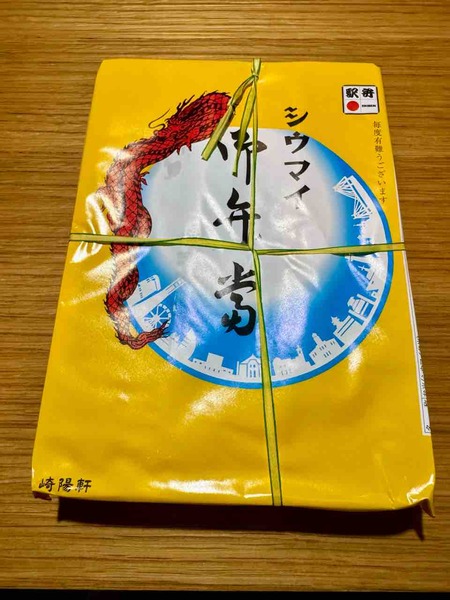 シウマイ
御弁当
駅弁
毎度有難うございます
崎陽軒